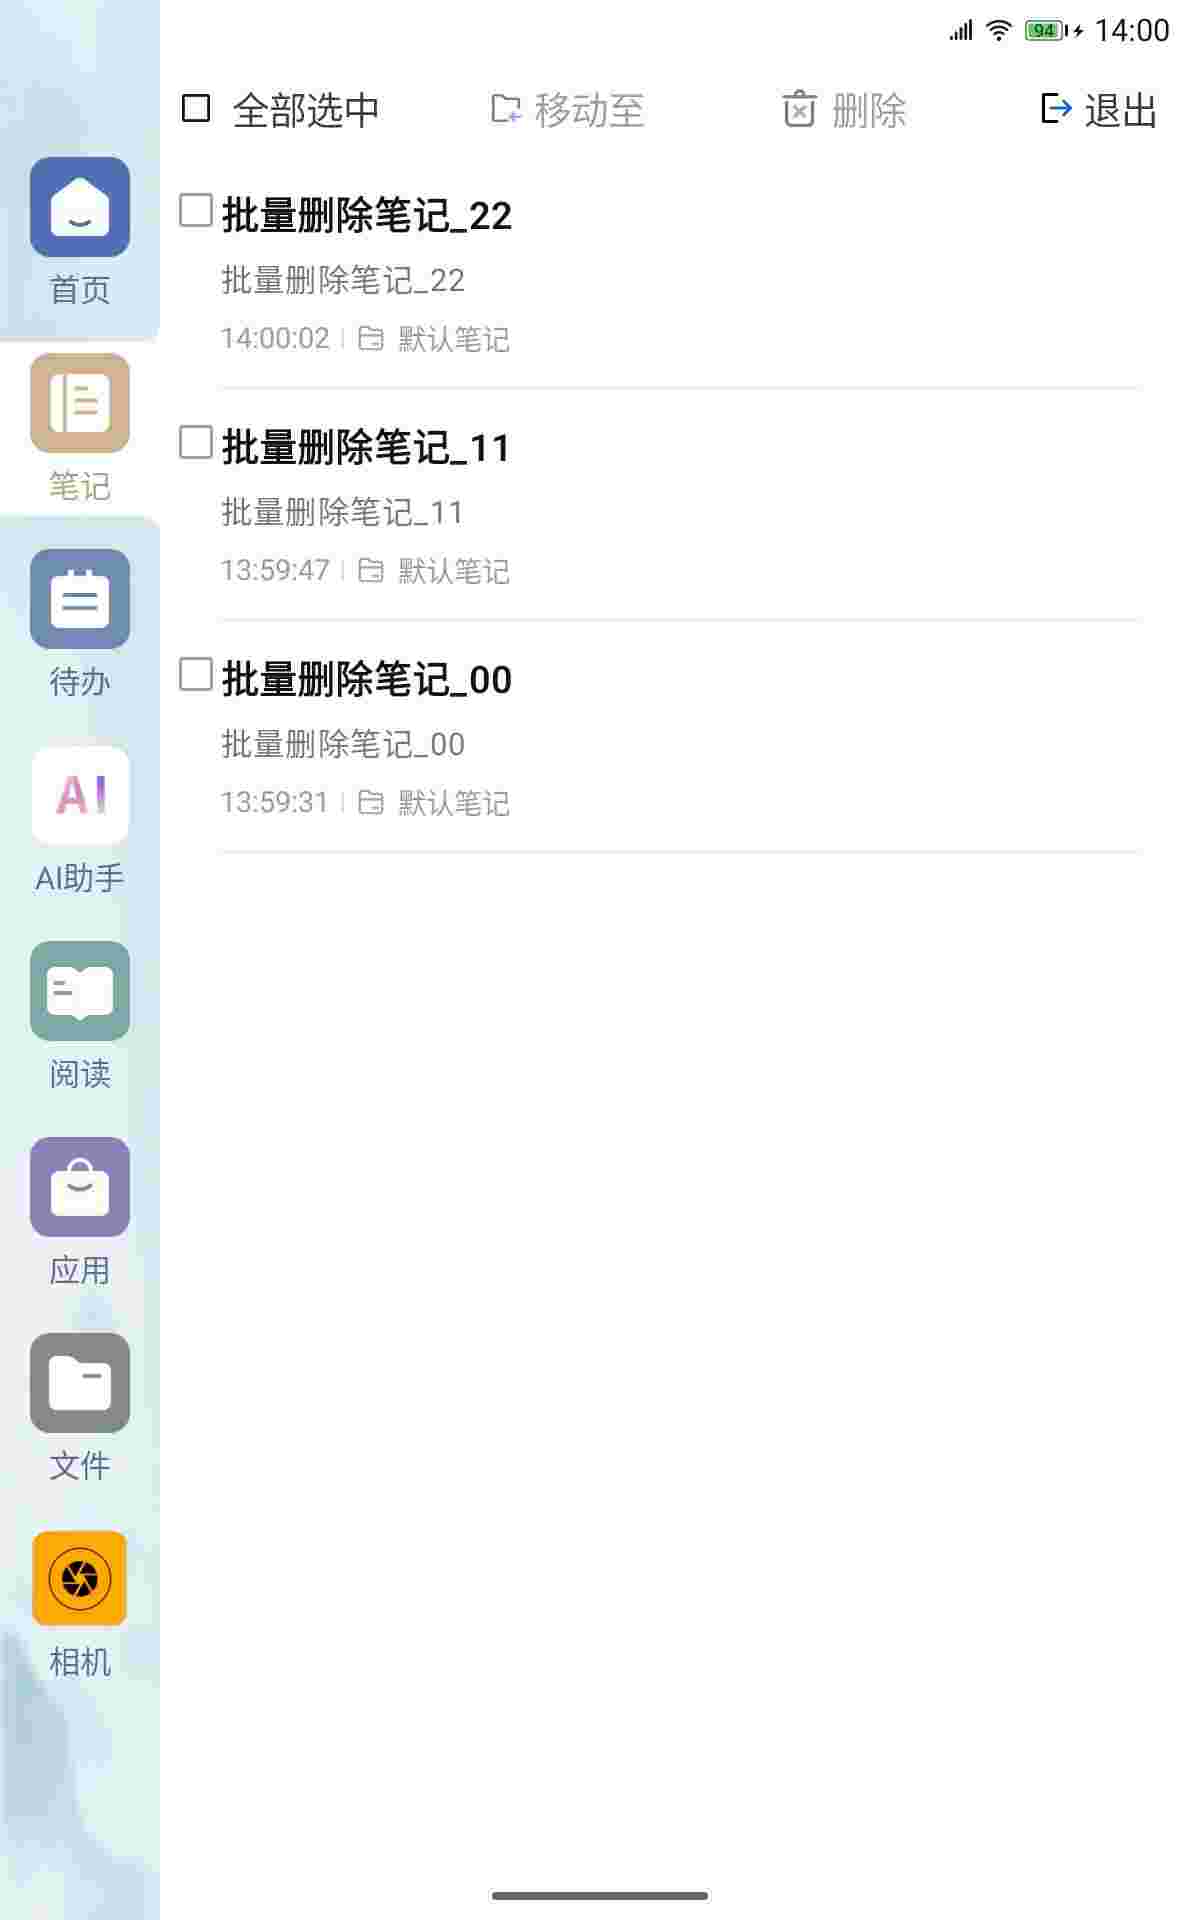 94 14:00
全部选中 移动至 删除 退出
批量删除笔记_22
批量删除笔记_22
14:00:02 默认笔记
批量删除笔记_11
批量删除笔记_11
13:59:47 默认笔记
批量删除笔记_00
批量删除笔记_00
13:59:31 默认笔记
首页
笔记
待办
AI
AI助手
阅读
应用
文件
相机